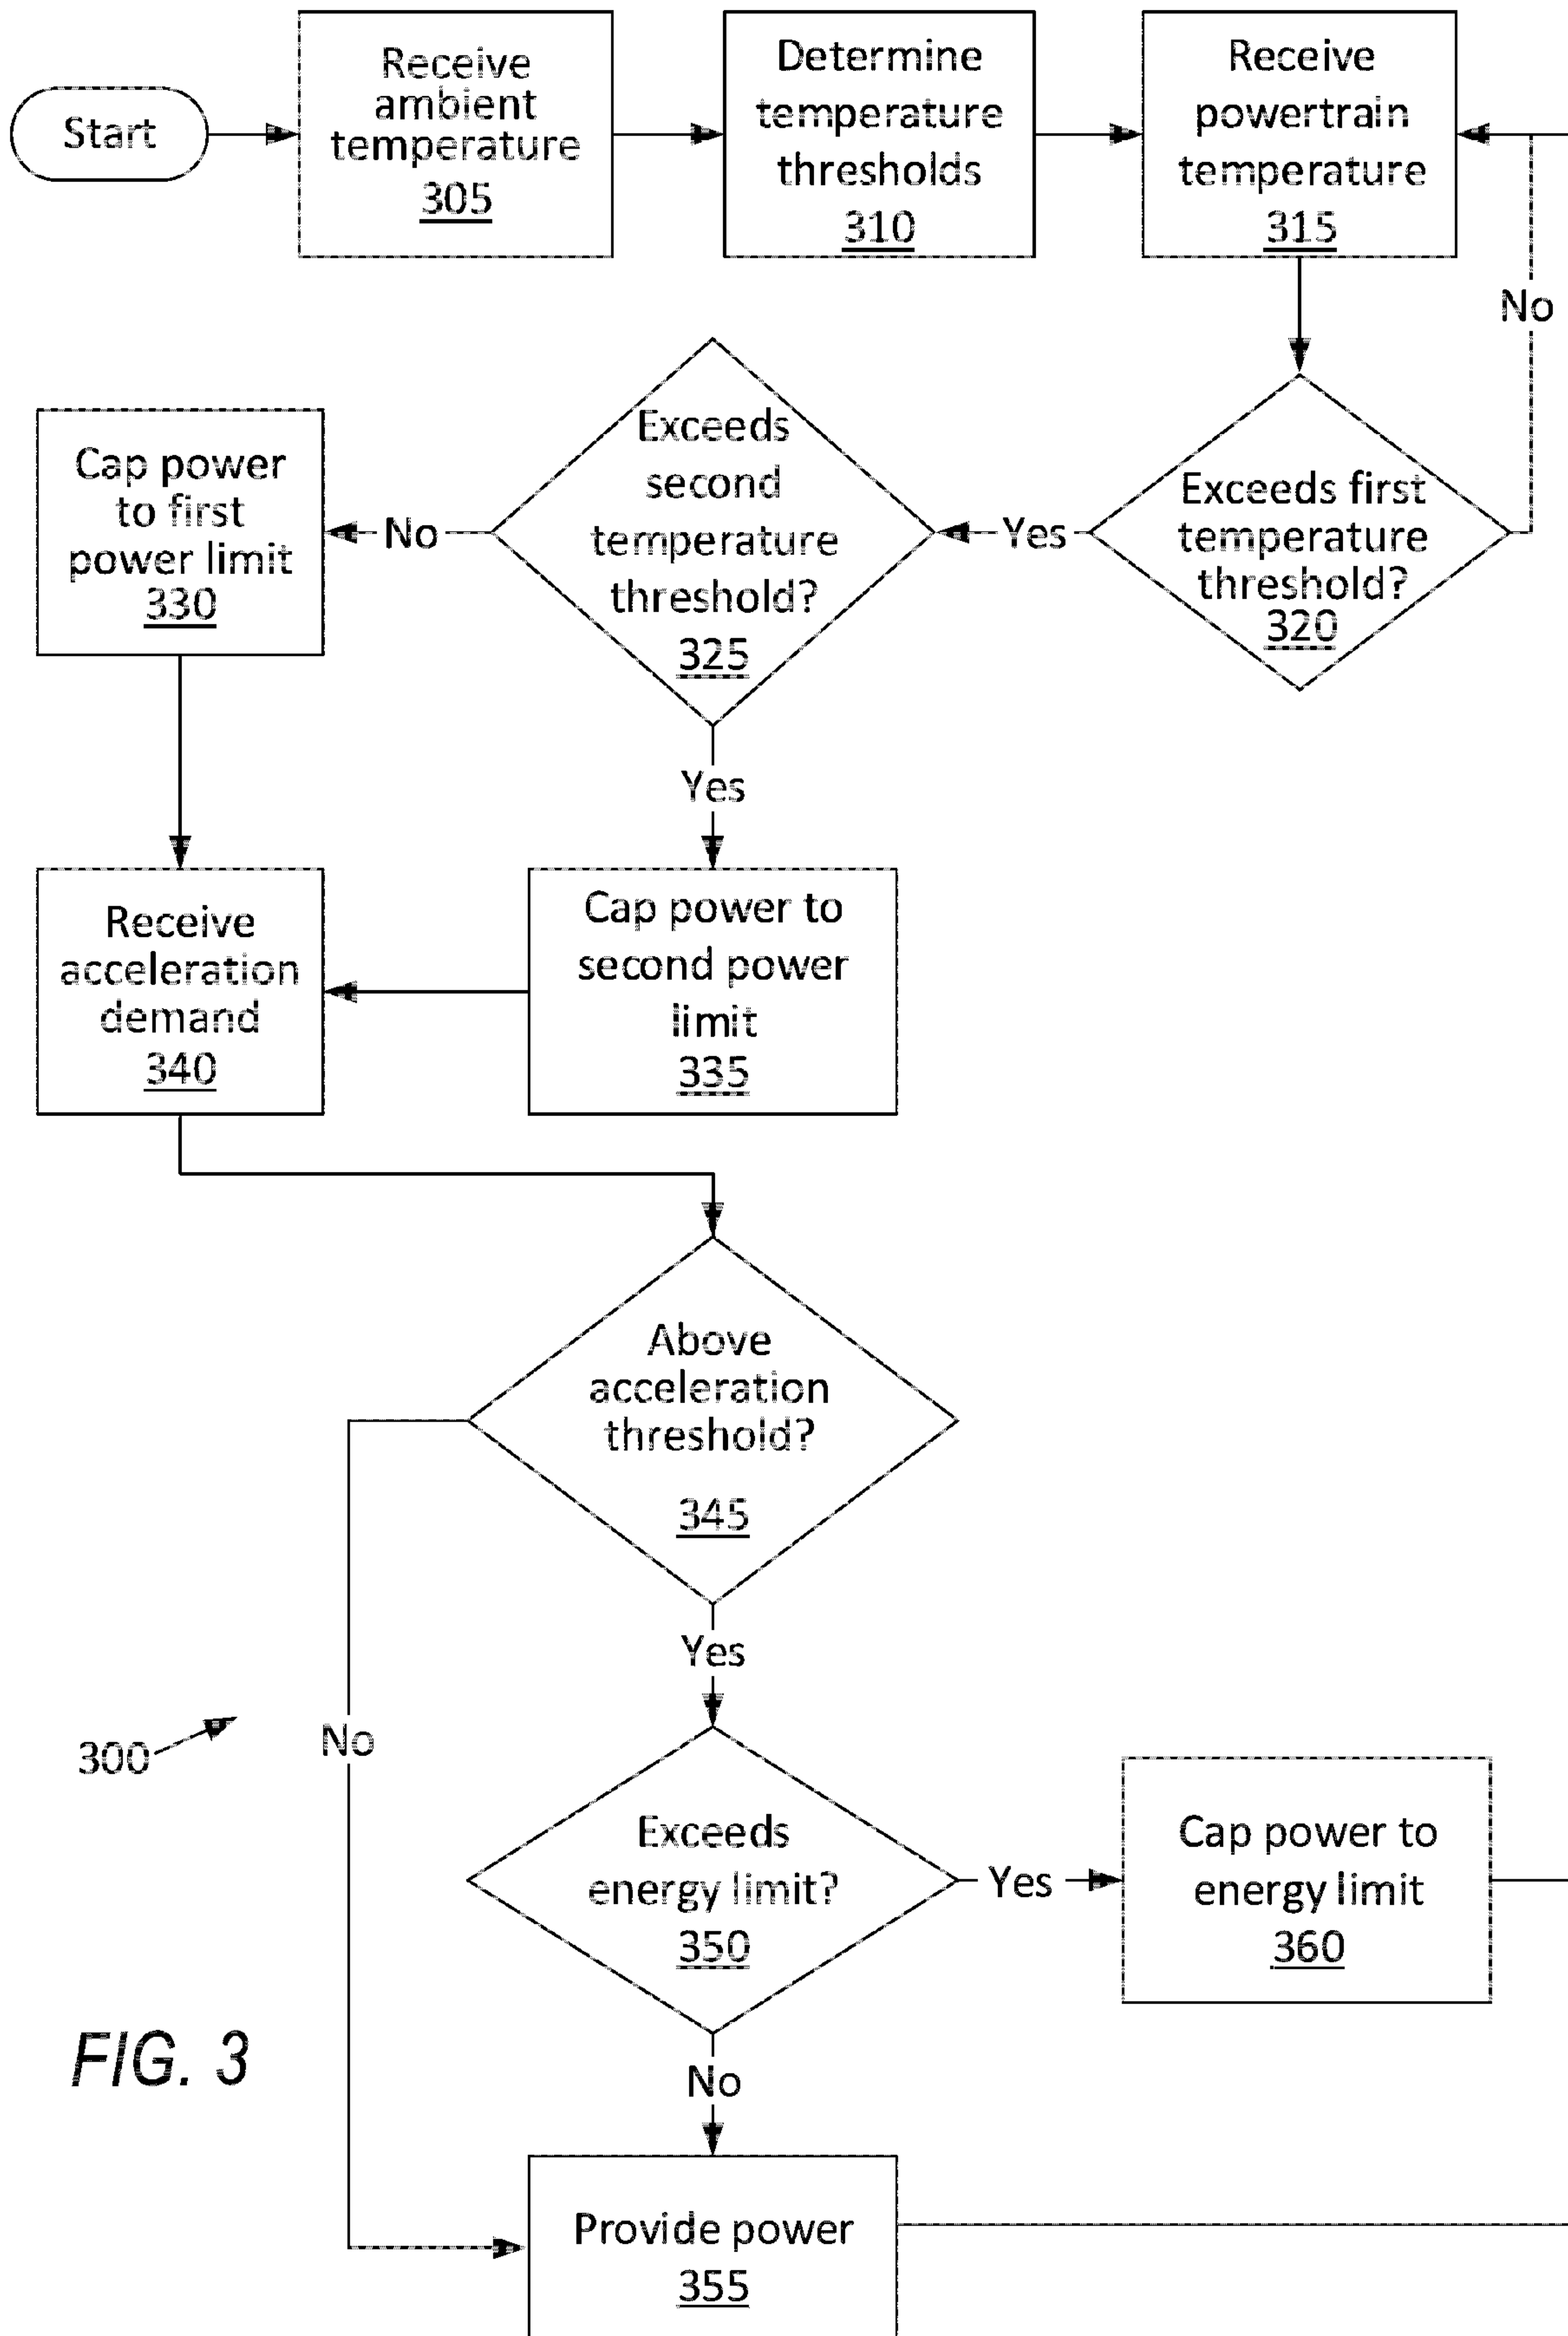 Start
Receive
ambient
temperature
305
Determine
temperature
thresholds
310
Receive
powertrain
temperature
315
No
Exceeds first
temperature
threshold?
320
Yes
Exceeds
second
temperature
threshold?
325
No
Cap power
to first
power limit
330
Yes
Cap power to
second power
limit
335
Receive
acceleration
demand
340
Above
acceleration
threshold?
345
No
Yes
300
Exceeds
energy limit?
350
Yes
Cap power to
energy limit
360
No
Provide power
355
FIG. 3